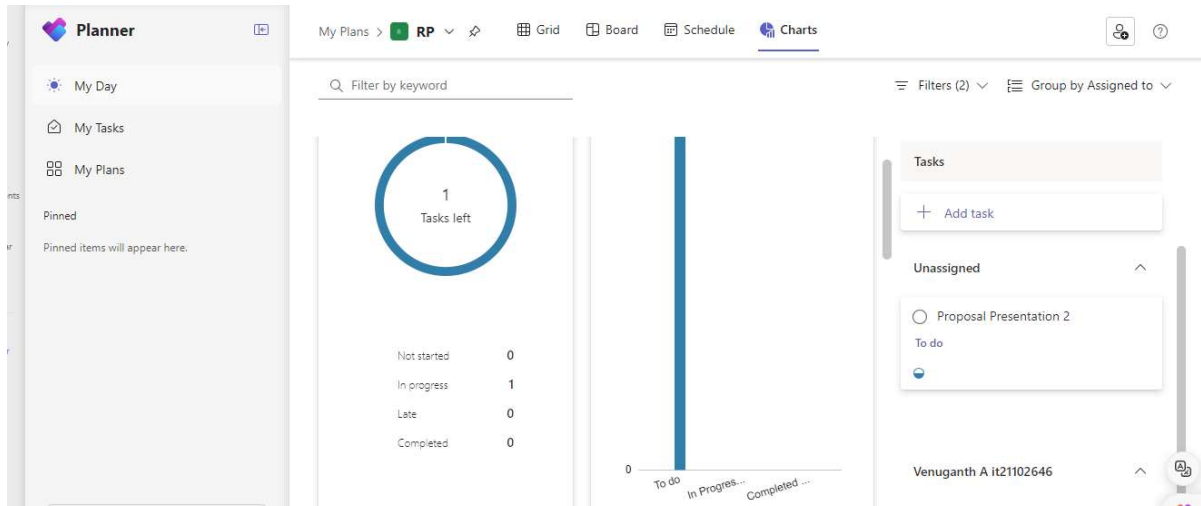 Planner
My Plans > RP
Grid
Board
Schedule
Charts
My Day
My Tasks
My Plans
Pinned
Pinned items will appear here.
Filter by keyword
Filters (2)
Group by Assigned to
1
Tasks left
Not started 0
In progress 1
Late 0
Completed 0
0
To do
In Progres...
Completed ...
Tasks
+ Add task
Unassigned
Proposal Presentation 2
To do
Venuganth A it21102646